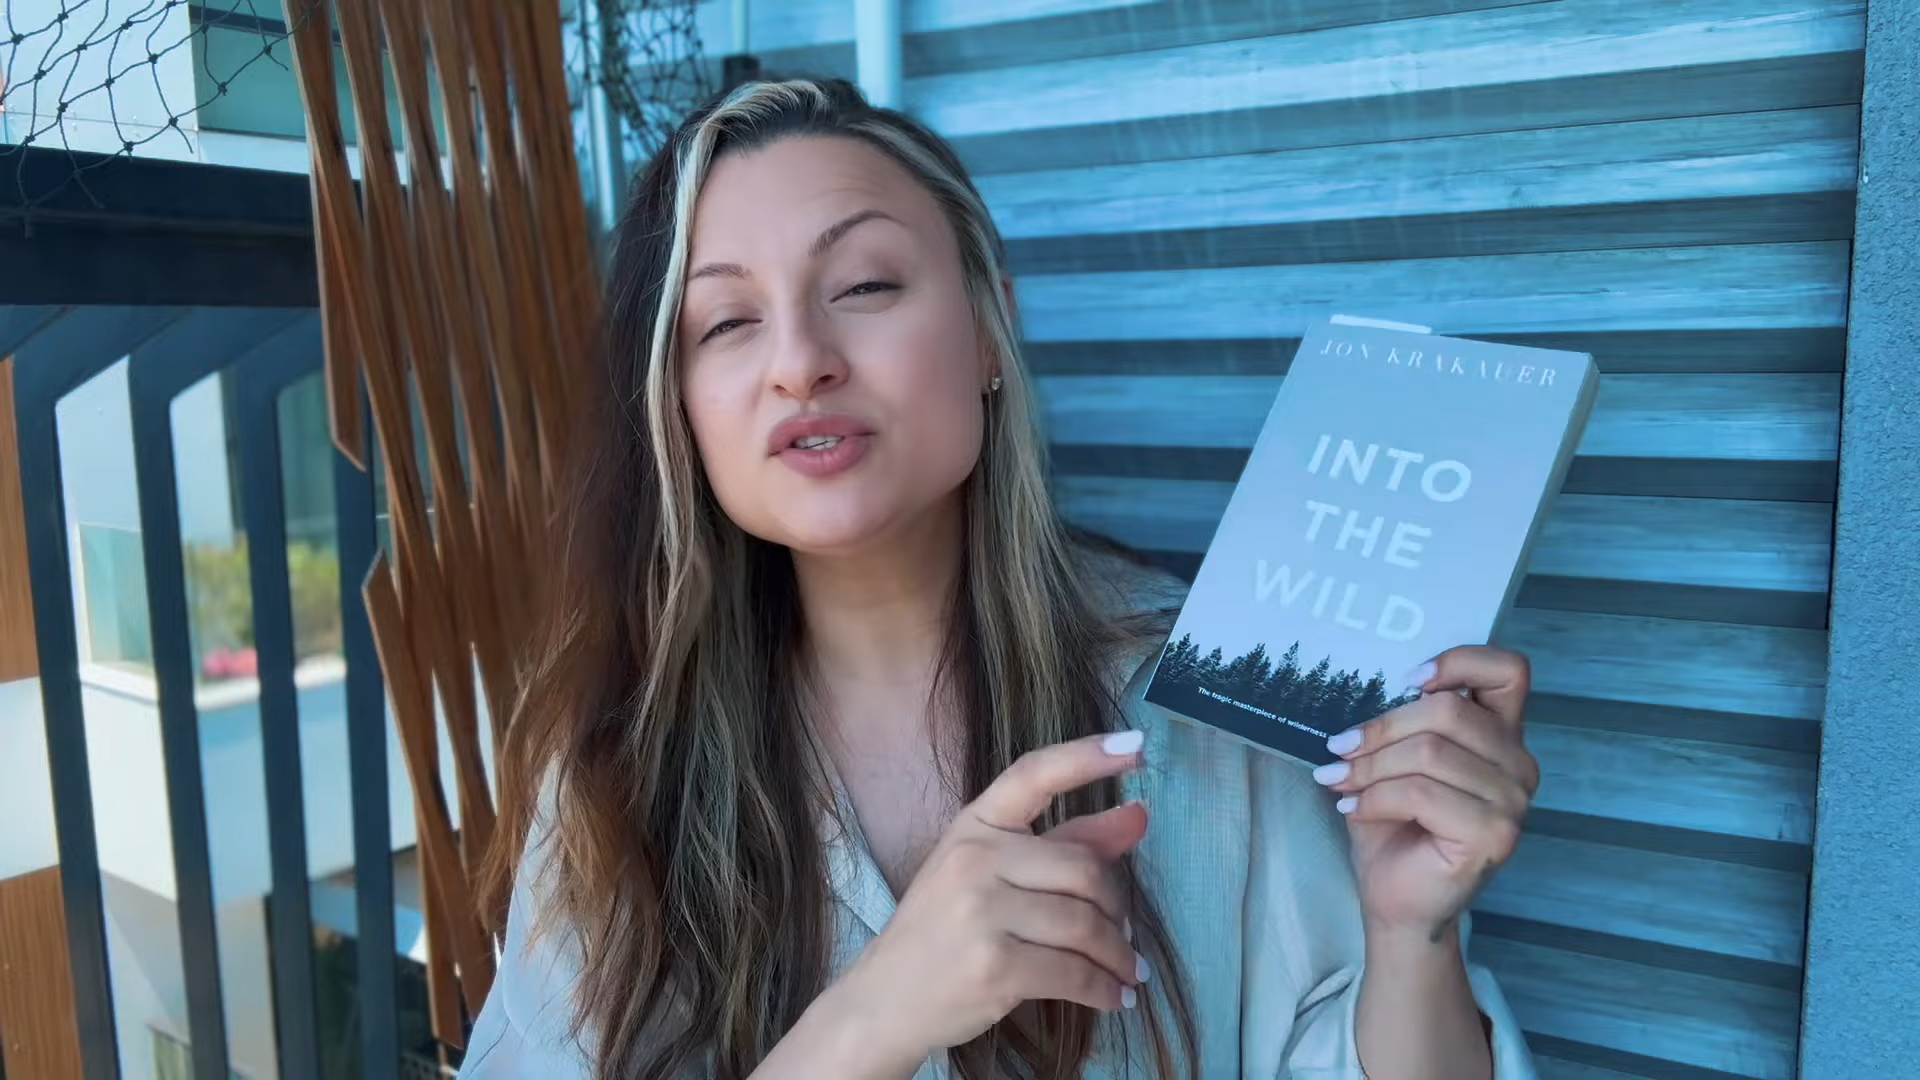 JON KRAKAUER
INTO
THE
WILD
The tragic masterpiece of wilderness